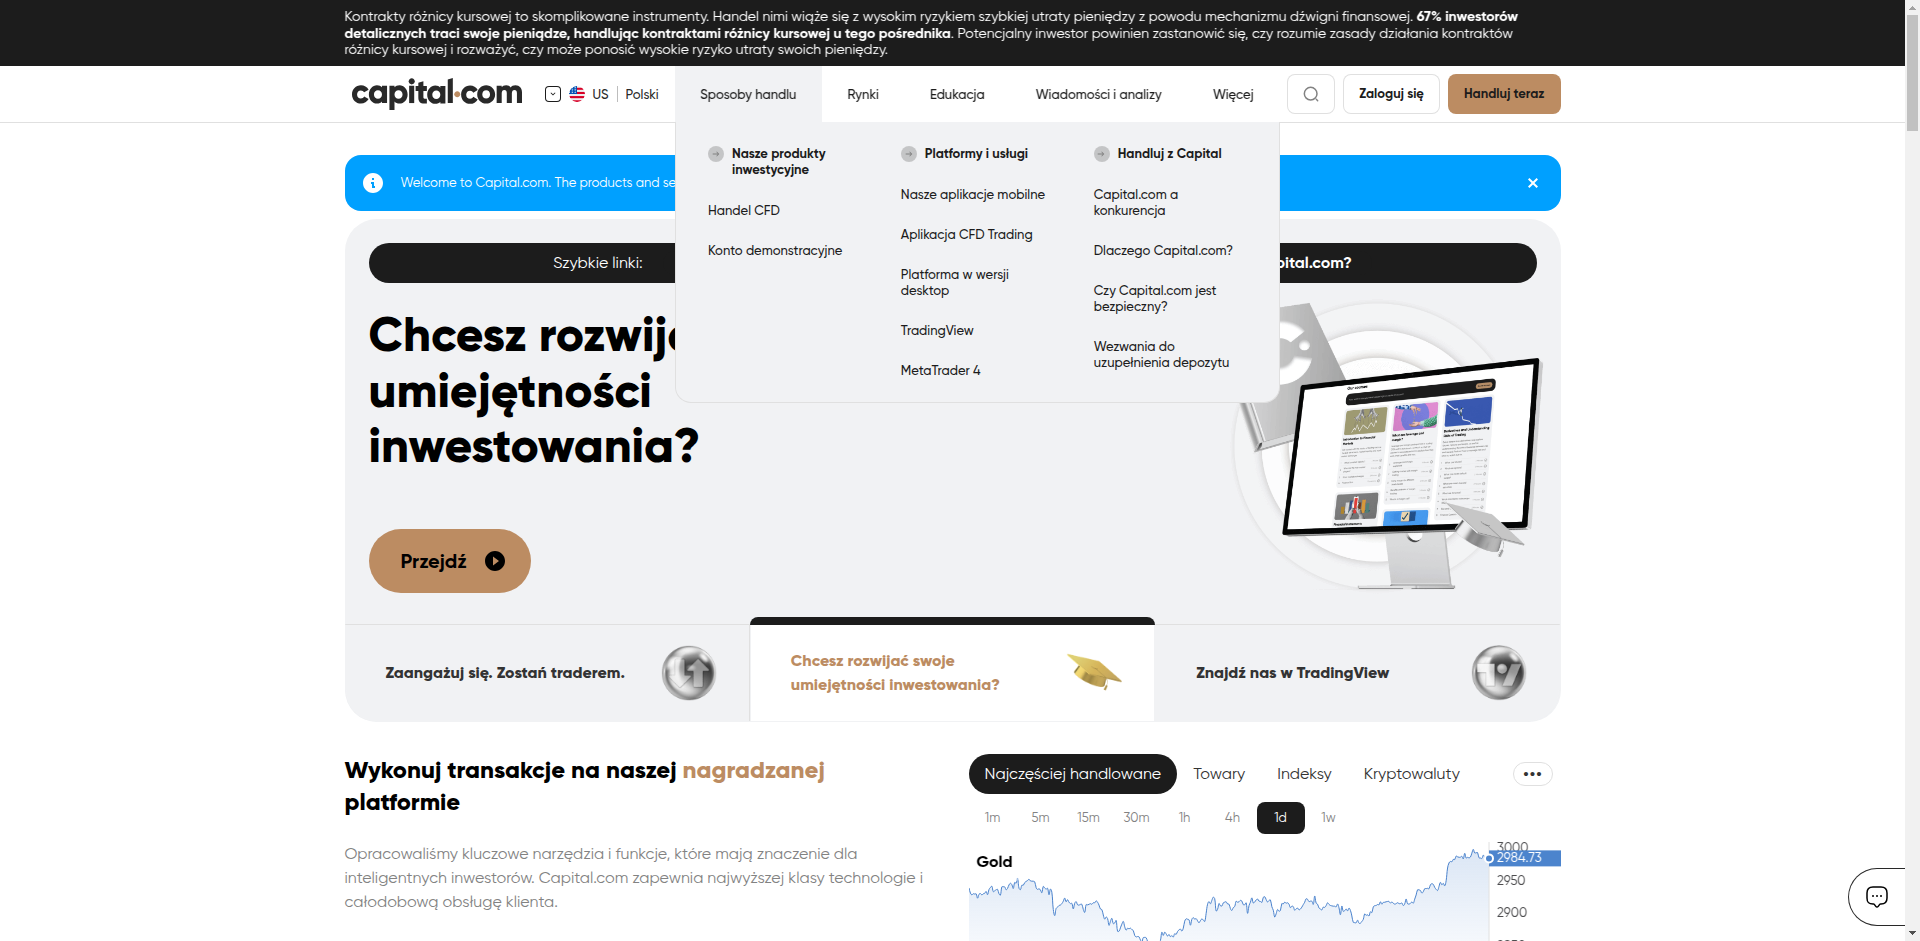 Kontrakty różnicy kursowej to skomplikowane instrumenty. Handel nimi wiąże się z wysokim ryzykiem szybkiej utraty pieniędzy z powodu mechanizmu dźwigni finansowej. 67% inwestorów
detalicznych traci swoje pieniądze, handlując kontraktami różnicy kursowej u tego pośrednika. Potencjalny inwestor powinien zastanowić się, czy rozumie zasady działania kontraktów
różnicy kursowej i rozważyć, czy może ponosić wysokie ryzyko utraty swoich pieniędzy.
capital.com
US Polski
Sposoby handlu
Rynki
Edukacja
Wiadomości i analizy
Więcej
Zaloguj się
Handluj teraz
Nasze produkty
inwestycyjne
Handel CFD
Konto demonstracyjne
Platformy i usługi
Nasze aplikacje mobilne
Aplikacja CFD Trading
Platforma w wersji
desktop
TradingView
MetaTrader 4
Handluj z Capital
Capital.com a
konkurencja
Dlaczego Capital.com?
Czy Capital.com jest
bezpieczny?
Wezwania do
uzupełnienia depozytu
Welcome to Capital.com. The products and se
Szybkie linki:
pital.com?
Chcesz rozwija
umiejętności
inwestowania?
Przejdź
Zaangażuj się. Zostań traderem.
Chcesz rozwijać swoje
umiejętności inwestowania?
Znajdź nas w TradingView
Wykonuj transakcje na naszej nagradzanej
platformie
Opracowaliśmy kluczowe narzędzia i funkcje, które mają znaczenie dla
inteligentnych inwestorów. Capital.com zapewnia najwyższej klasy technologie i
całodobową obsługę klienta.
Najczęściej handlowane
Towary
Indeksy
Kryptowaluty
1m 5m 15m 30m 1h 4h 1d 1w
Gold
3000
2984.73
2950
2900